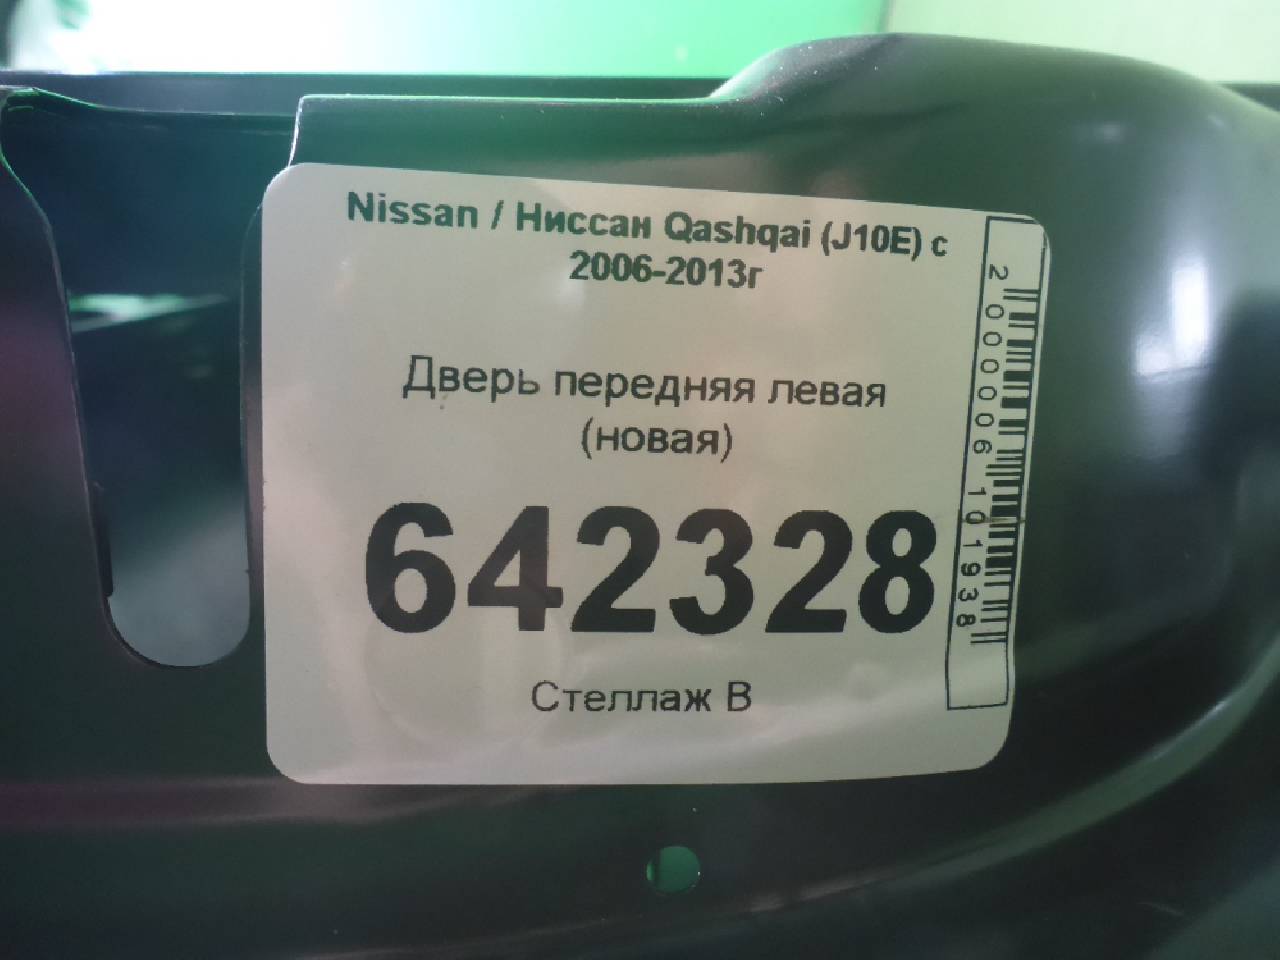 Nissan / Ниссан Qashqai (J10E) с
2006-2013г
Дверь передняя левая
(новая)
642328
Стеллаж В
2000006101938